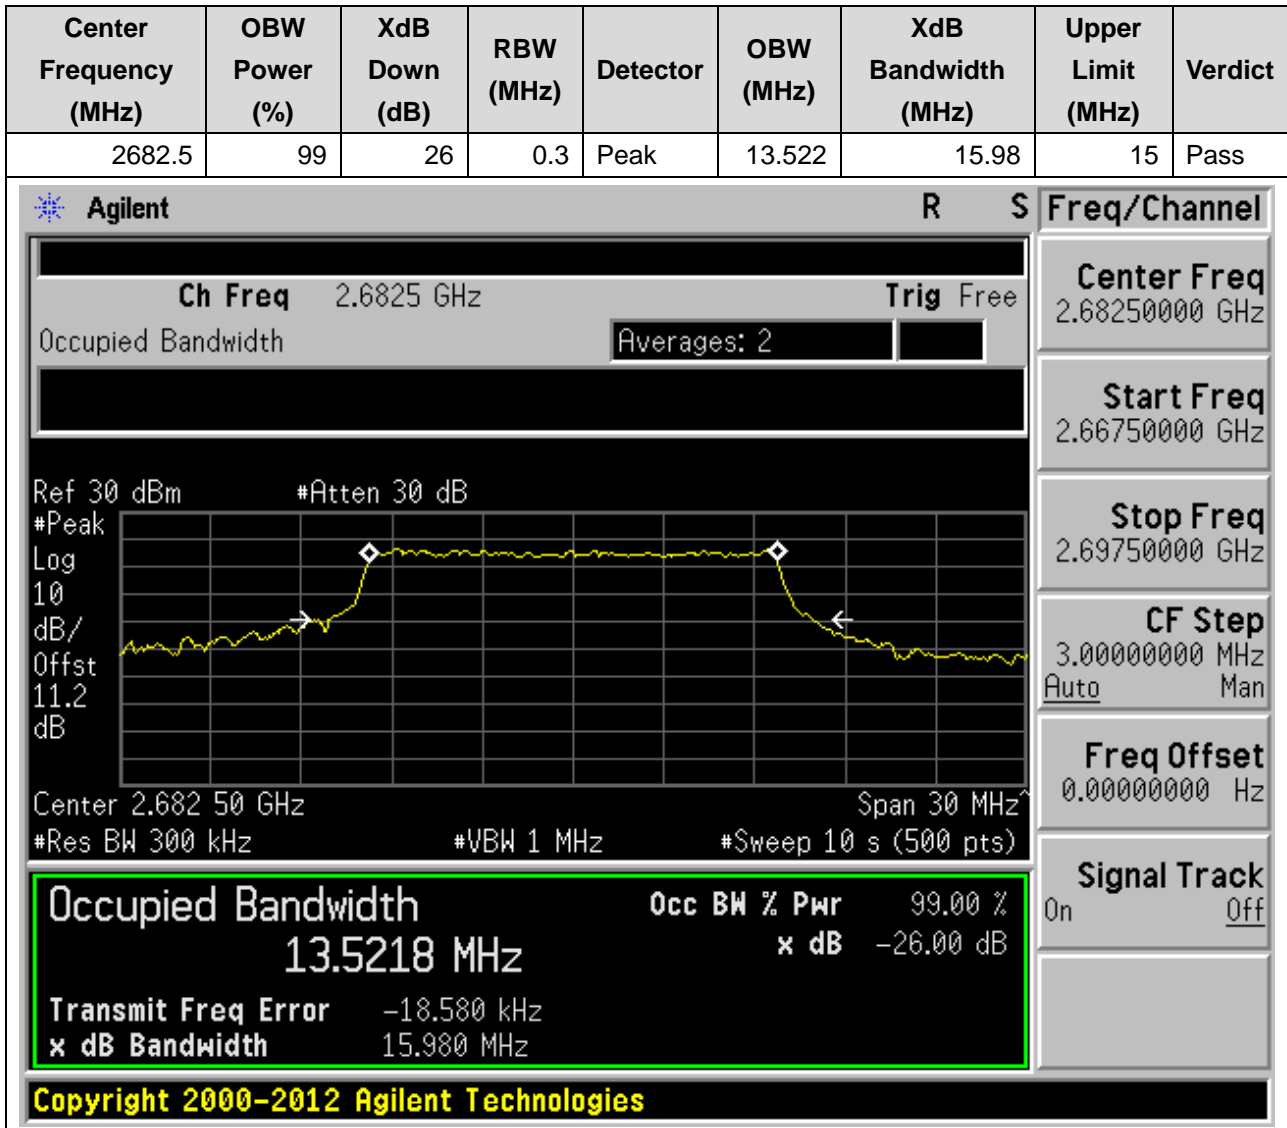 Center Frequency (MHz) OBW Power (%) XdB Down (dB) RBW (MHz) Detector OBW (MHz) XdB Bandwidth (MHz) Upper Limit (MHz) Verdict
2682.5 99 26 0.3 Peak 13.522 15.98 15 Pass
Agilent R S Freq/Channel
Ch Freq 2.6825 GHz Trig Free
Occupied Bandwidth Averages: 2
Center Freq
2.68250000 GHz
Start Freq
2.66750000 GHz
Stop Freq
2.69750000 GHz
CF Step
3.00000000 MHz
Auto Man
Freq Offset
0.00000000 Hz
Signal Track
On Off
Ref 30 dBm #Atten 30 dB
#Peak
Log
10
dB/
Offst
11.2
dB
Center 2.682 50 GHz Span 30 MHz^
#Res BW 300 kHz #VBW 1 MHz #Sweep 10 s (500 pts)
Occupied Bandwidth Occ BW % Pwr 99.00 %
13.5218 MHz x dB -26.00 dB
Transmit Freq Error -18.580 kHz
x dB Bandwidth 15.980 MHz
Copyright 2000-2012 Agilent Technologies